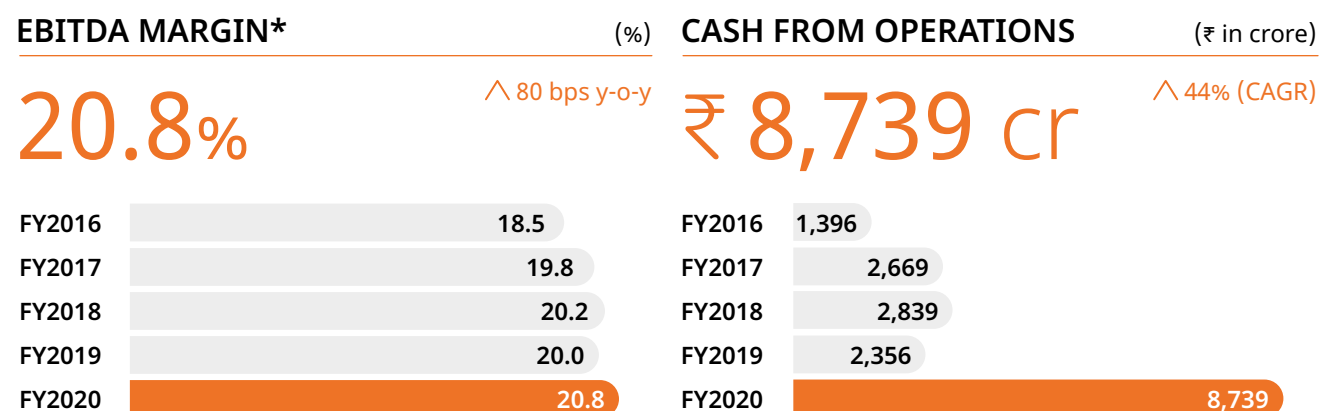 EBITDA MARGIN* (%)
20.8% 80 bps y-o-y
FY2016 18.5
FY2017 19.8
FY2018 20.2
FY2019 20.0
FY2020 20.8
CASH FROM OPERATIONS (₹ in crore)
₹ 8,739 cr 44% (CAGR)
FY2016 1,396
FY2017 2,669
FY2018 2,839
FY2019 2,356
FY2020 8,739